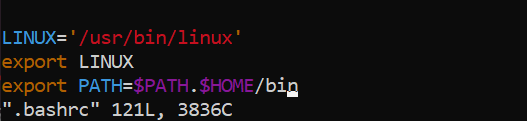 LINUX='/usr/bin/linux'
export LINUX
export PATH=$PATH.$HOME/bin
".bashrc" 121L, 3836C